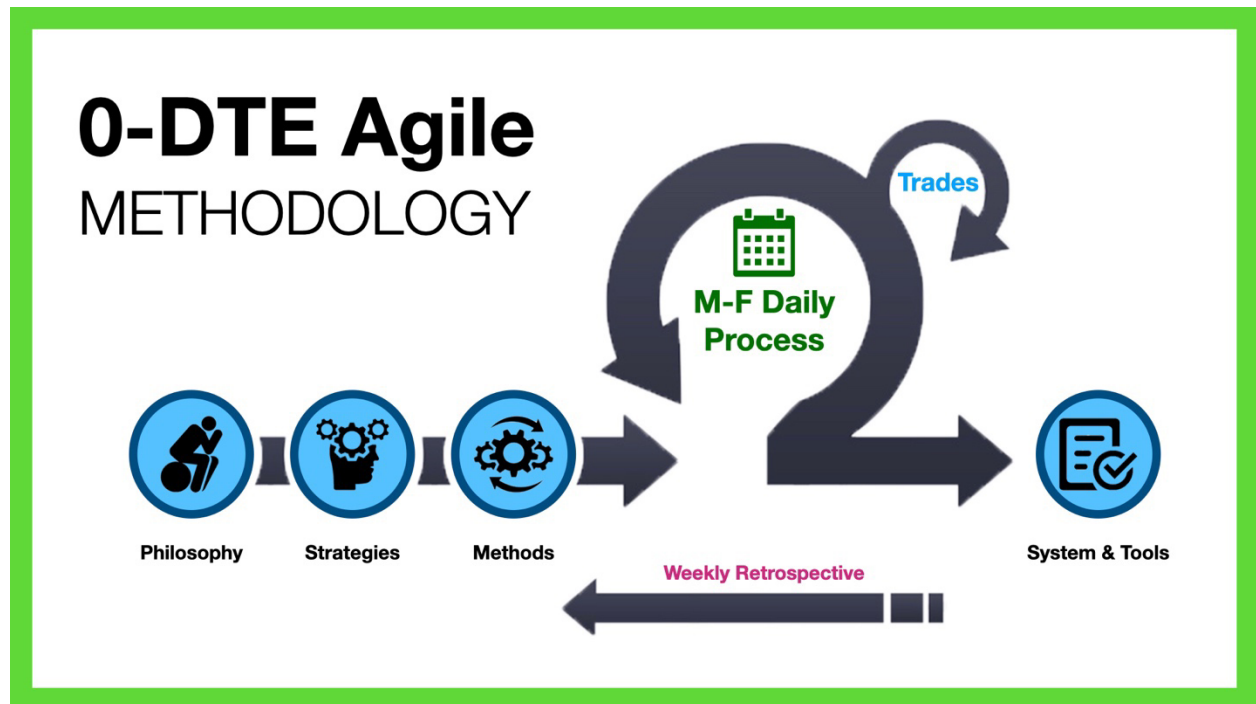 0-DTE Agile
METHODOLOGY
Trades
M-F Daily
Process
Philosophy
Strategies
Methods
System & Tools
Weekly Retrospective